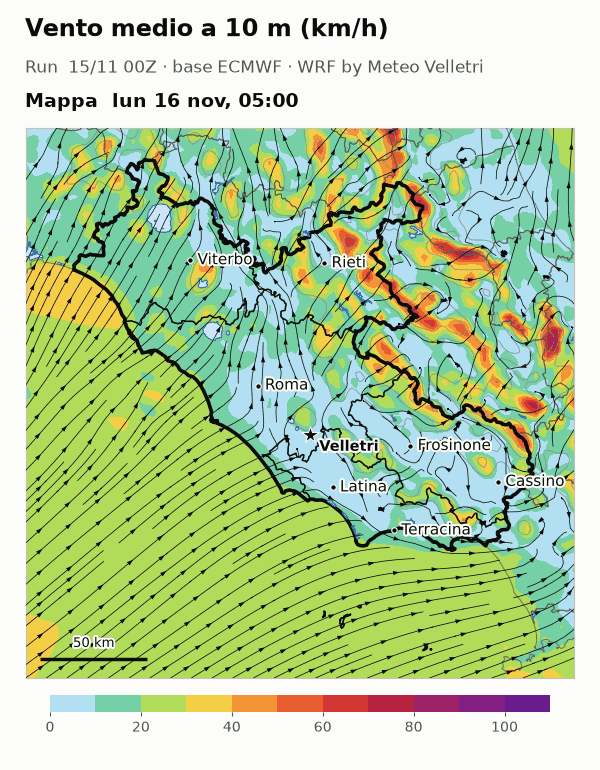 Vento medio a 10 m (km/h)
Run  15/11 00Z · base ECMWF · WRF by Meteo Velletri
Mappa  lun 16 nov, 05:00
Viterbo
Rieti
Roma
Velletri
Frosinone
Latina
Cassino
Terracina
50 km
0 20 40 60 80 100